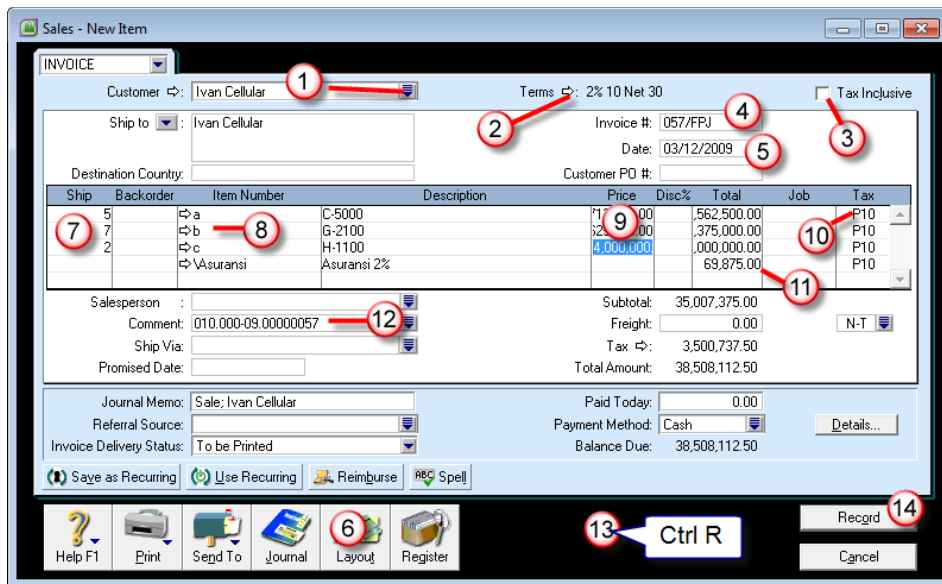 Sales - New Item
INVOICE
Customer ⇨: Ivan Cellular 1 Terms ⇨: 2% 10 Net 30 Tax Inclusive
2 3
Ship to : Ivan Cellular Invoice #: 057/FPJ 4
Date: 03/12/2009 5
Destination Country: Customer PO #:
Ship Backorder Item Number Description Price Disc% Total Job Tax
5 ⇨a C-5000 ,562,500.00 P10
7 7 ⇨b 8 G-2100 9 ,375,000.00 10 P10
2 ⇨c H-1100 4,000,000 ,000,000.00 P10
⇨\Asuransi Asuransi 2% 69,875.00 11 P10
Salesperson : Subtotal: 35,007,375.00
Comment: 010.000-09.00000057 12 Freight: 0.00 N-T
Ship Via: Tax ⇨: 3,500,737.50
Promised Date: Total Amount: 38,508,112.50
Journal Memo: Sale; Ivan Cellular Paid Today: 0.00
Referral Source: Payment Method: Cash Details...
Invoice Delivery Status: To be Printed Balance Due: 38,508,112.50
Save as Recurring Use Recurring Reimburse ABC Spell
6 13 Ctrl R Record 14
Help F1 Print Send To Journal Layout Register Cancel